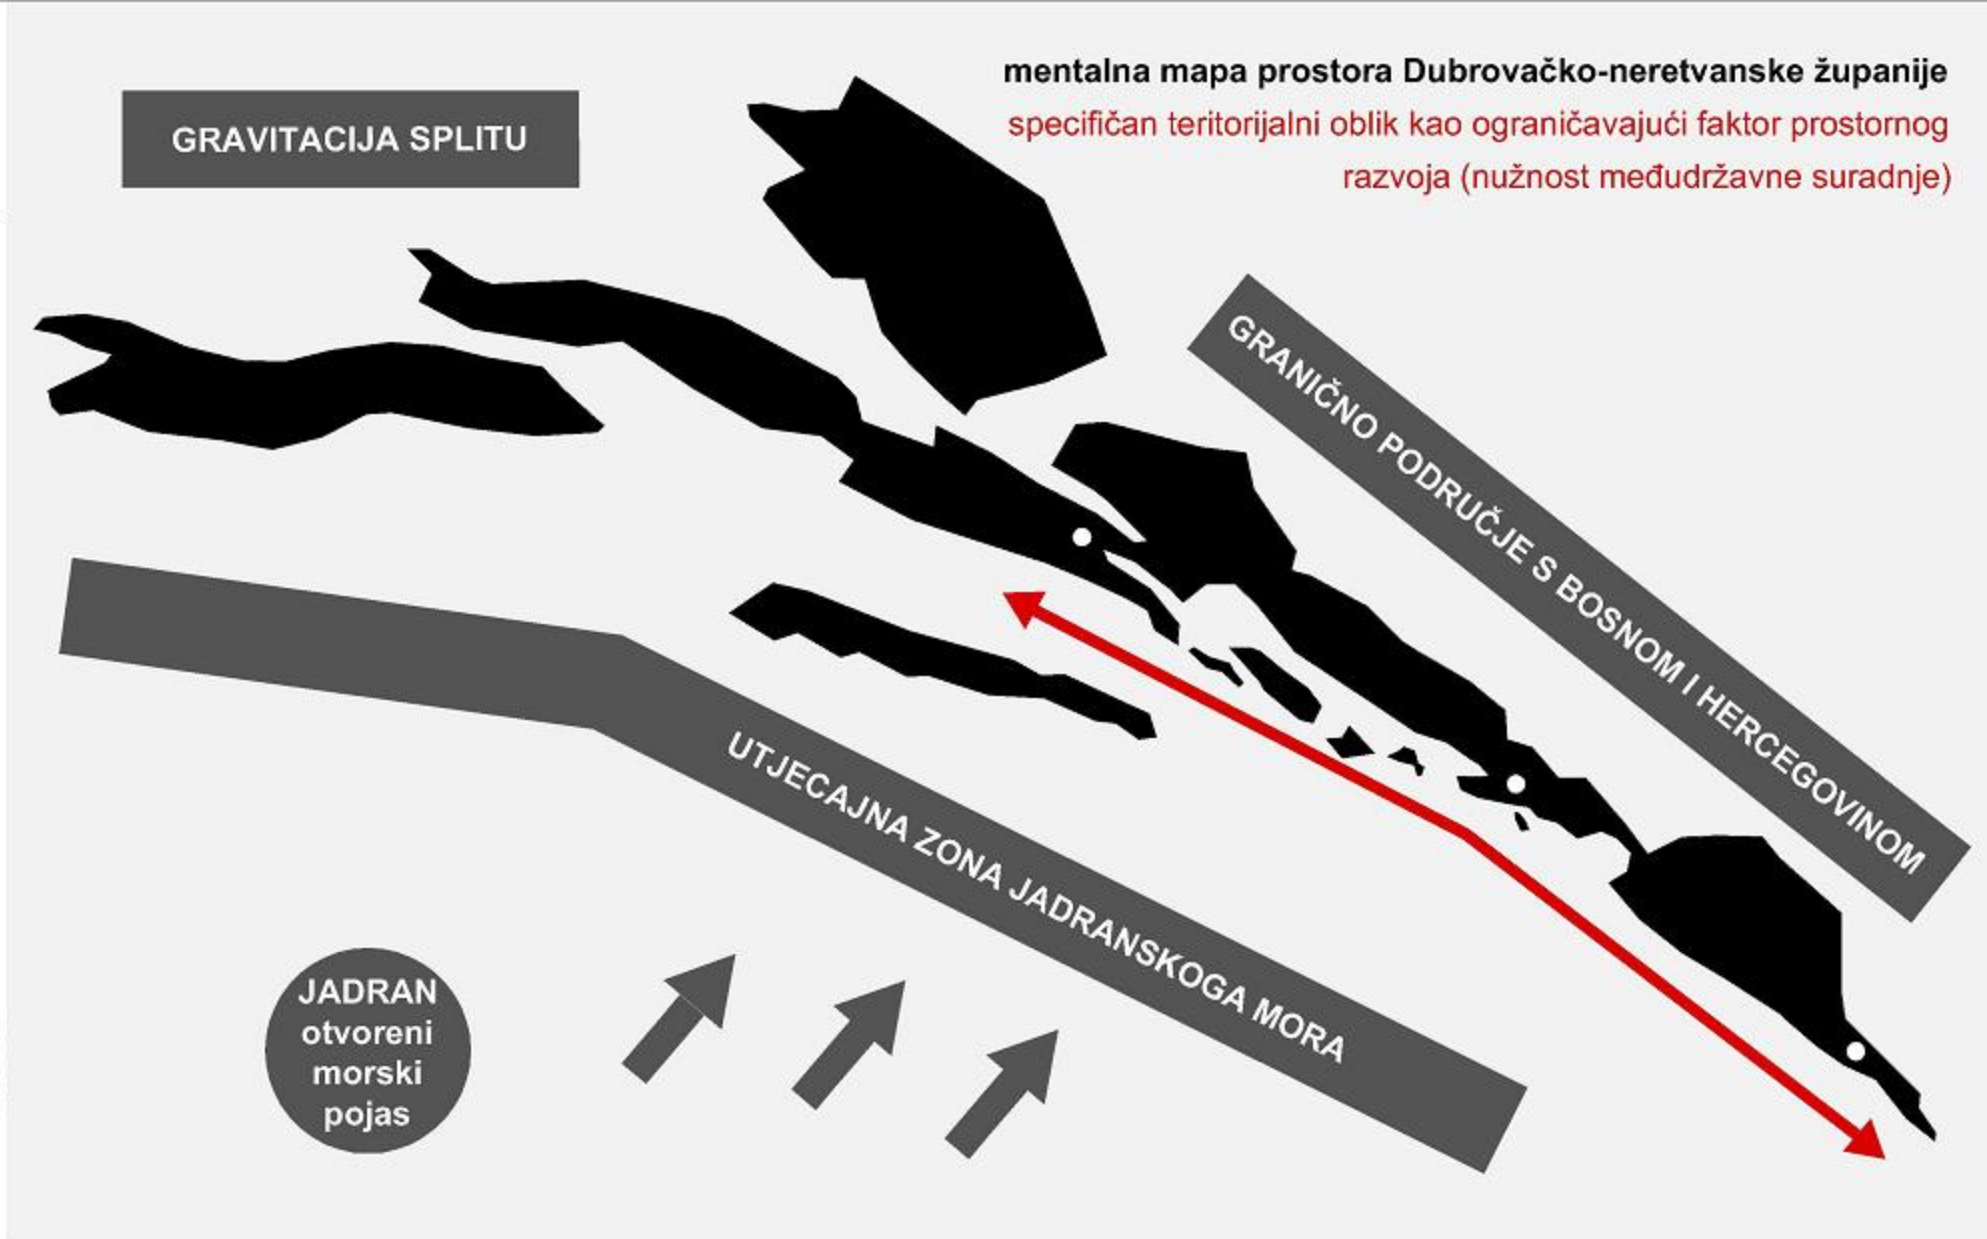 mentalna mapa prostora Dubrovačko-neretvanske županije
specifičan teritorijalni oblik kao ograničavajući faktor prostornog
razvoja (nužnost međudržavne suradnje)
GRAVITACIJA SPLITU
GRANIČNO PODRUČJE S BOSNOM I HERCEGOVINOM
UTJECAJNA ZONA JADRANSKOGA MORA
JADRAN
otvoreni
morski
pojas